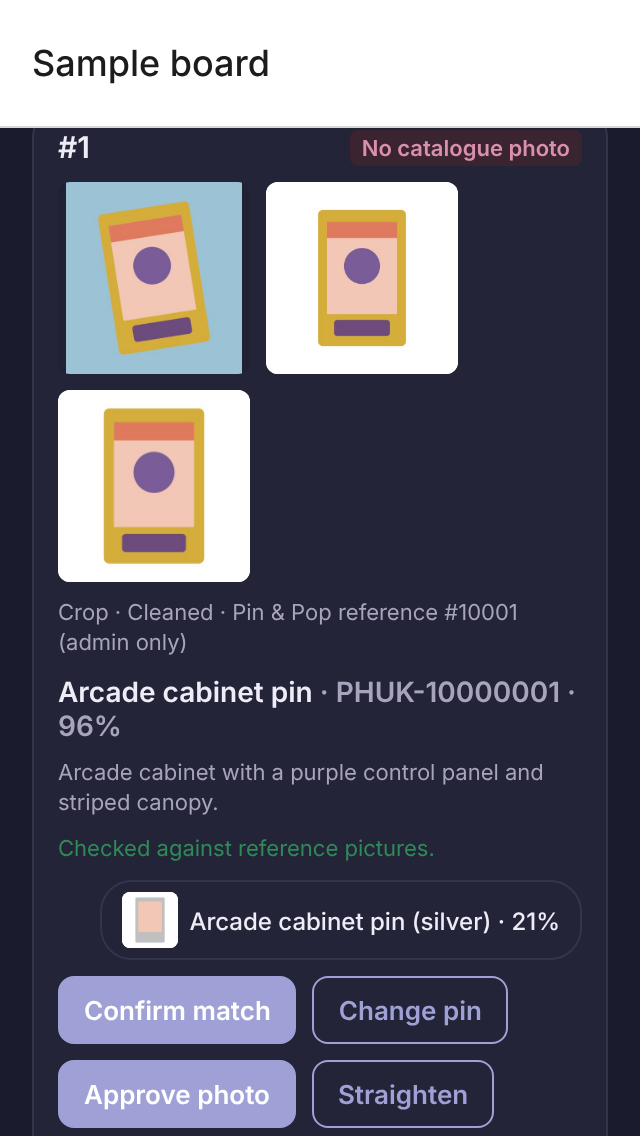 Sample board
#1
No catalogue photo
Crop · Cleaned · Pin & Pop reference #10001
(admin only)
Arcade cabinet pin · PHUK-10000001 ·
96%
Arcade cabinet with a purple control panel and
striped canopy.
Checked against reference pictures.
Arcade cabinet pin (silver) · 21%
Confirm match
Change pin
Approve photo
Straighten